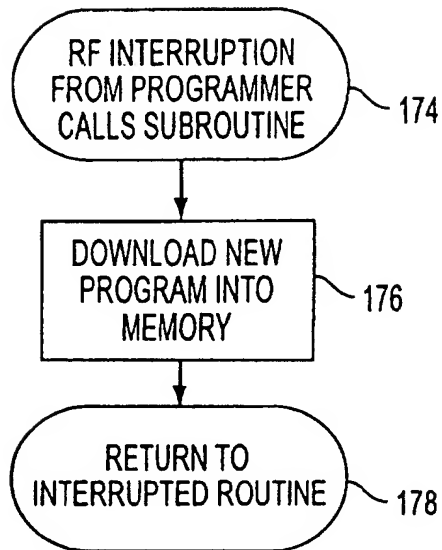 RF INTERRUPTION
FROM PROGRAMMER
CALLS SUBROUTINE
174
DOWNLOAD NEW
PROGRAM INTO
MEMORY
176
RETURN TO
INTERRUPTED ROUTINE
178